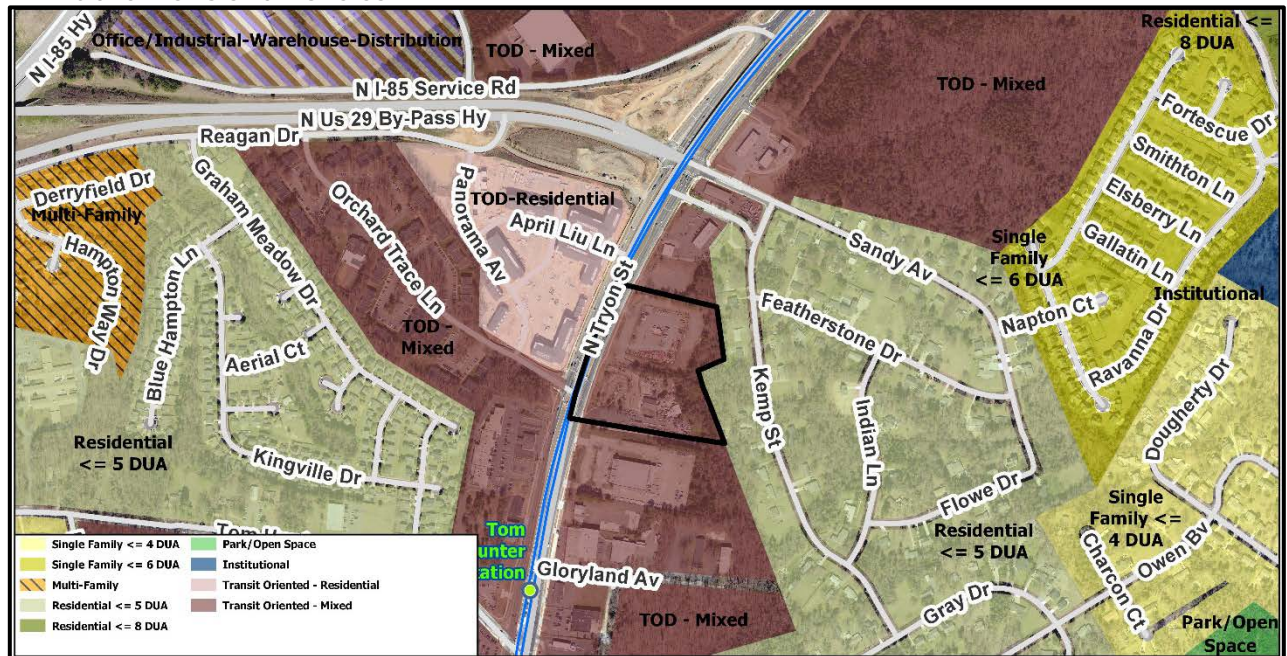 Residential <=
8 DUA
Office/Industrial-Warehouse-Distribution
TOD - Mixed
N I-85 Hy
TOD - Mixed
N I-85 Service Rd
N Us 29 By-Pass Hy
Reagan Dr
Fortescue Dr
Smithton Ln
Elsberry Ln
Gallatin Ln
Derryfield Dr
Multi-Family
Hampton Way Dr
Graham Meadow Dr
Orchard Trace Ln
Panorama Av
TOD-Residential
April Liu Ln
N Tryon St
Sandy Av
Single
Family
<= 6 DUA
Institutional
Napton Ct
Ravanna Dr
Blue Hampton Ln
Aerial Ct
TOD -
Mixed
Featherstone Dr
Kemp St
Indian Ln
Dougherty Dr
Residential
<= 5 DUA
Kingville Dr
Flowe Dr
Residential
<= 5 DUA
Single
Family <=
4 DUA
Charcon Ct
Owen Bv
Tom
unter
tation
Gloryland Av
TOD - Mixed
Gray Dr
Park/Open
Space
Single Family <= 4 DUA
Single Family <= 6 DUA
Multi-Family
Residential <= 5 DUA
Residential <= 8 DUA
Park/Open Space
Institutional
Transit Oriented - Residential
Transit Oriented - Mixed